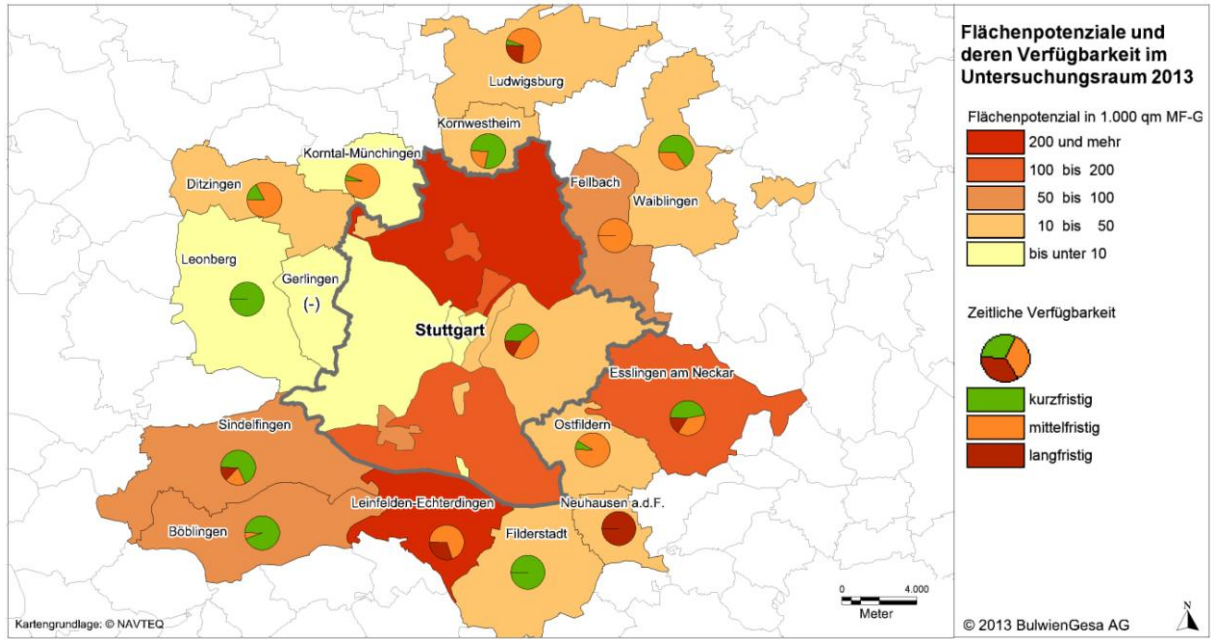 Ludwigsburg
Kornwestheim
Korntal-Münchingen
Ditzingen
Fellbach
Waiblingen
Leonberg
Gerlingen
(-)
Stuttgart
Esslingen am Neckar
Sindelfingen
Ostfildern
Leinfelden-Echterdingen
Neuhausen a.d.F.
Böblingen
Filderstadt
0 4.000
Meter
Kartengrundlage: © NAVTEQ
Flächenpotenziale und
deren Verfügbarkeit im
Untersuchungsraum 2013
Flächenpotenzial in 1.000 qm MF-G
200 und mehr
100 bis 200
50 bis 100
10 bis 50
bis unter 10
Zeitliche Verfügbarkeit
kurzfristig
mittelfristig
langfristig
N
© 2013 BulwienGesa AG